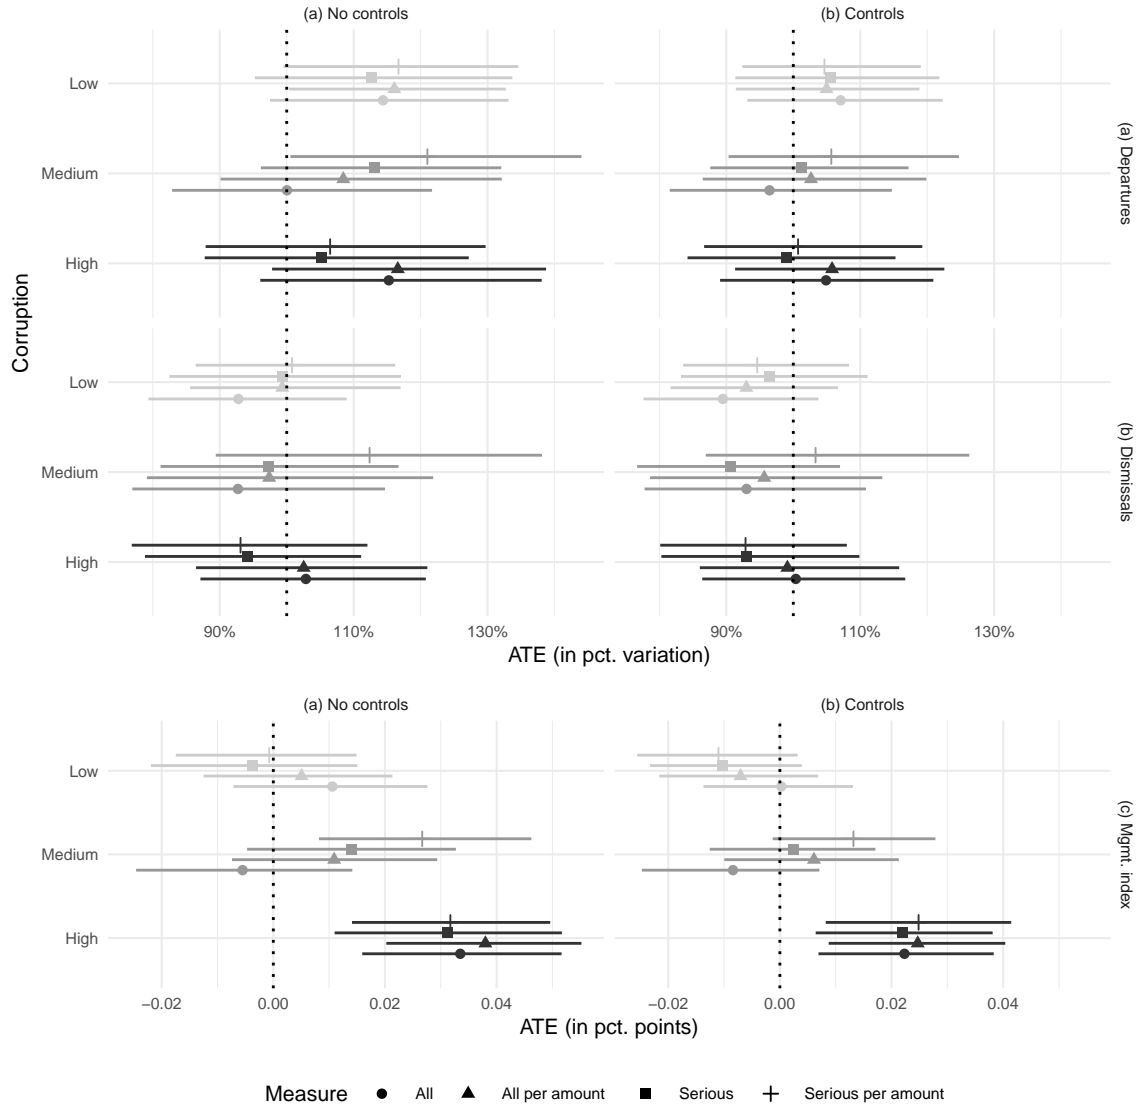 (a) No controls
(b) Controls
Low
Medium
High
(a) Departures
Corruption
Low
Medium
High
(b) Dismissals
90%
110%
130%
90%
110%
130%
ATE (in pct. variation)
(a) No controls
(b) Controls
Low
Medium
High
(c) Mgmt. index
−0.02
0.00
0.02
0.04
−0.02
0.00
0.02
0.04
ATE (in pct. points)
Measure All All per amount Serious Serious per amount